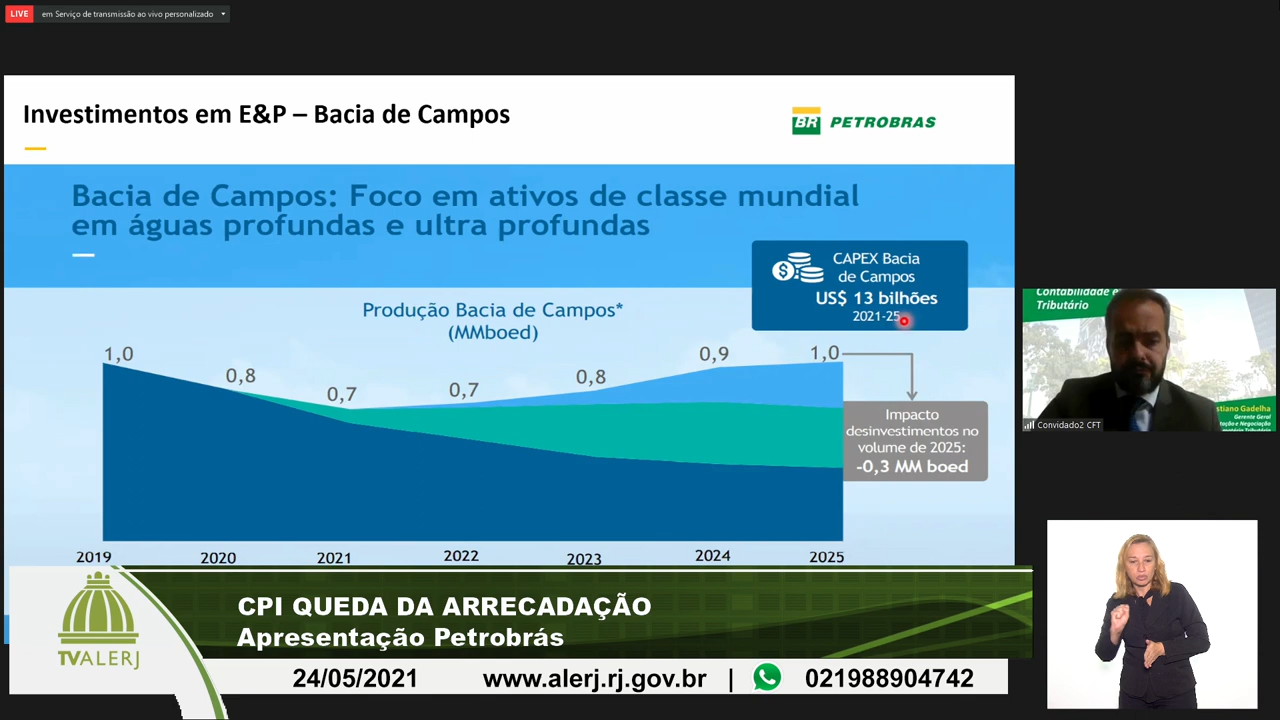 LIVE em Serviço de transmissão ao vivo personalizado
Investimentos em E&P – Bacia de Campos
BR PETROBRAS
Bacia de Campos: Foco em ativos de classe mundial
em águas profundas e ultra profundas
CAPEX Bacia
de Campos
US$ 13 bilhões
2021-25
Produção Bacia de Campos*
(MMboed)
1,0
0,8
0,7
0,7
0,8
0,9
1,0
Impacto
desinvestimentos no
volume de 2025:
-0,3 MM boed
2019 2020 2021 2022 2023 2024 2025
Contabilidade e
Tributário
stiano Gadelha
Gerente Geral
tação e Negociação
Tributário
Convidado2 CFT
TVALERJ
CPI QUEDA DA ARRECADAÇÃO
Apresentação Petrobrás
24/05/2021 www.alerj.rj.gov.br | 021988904742